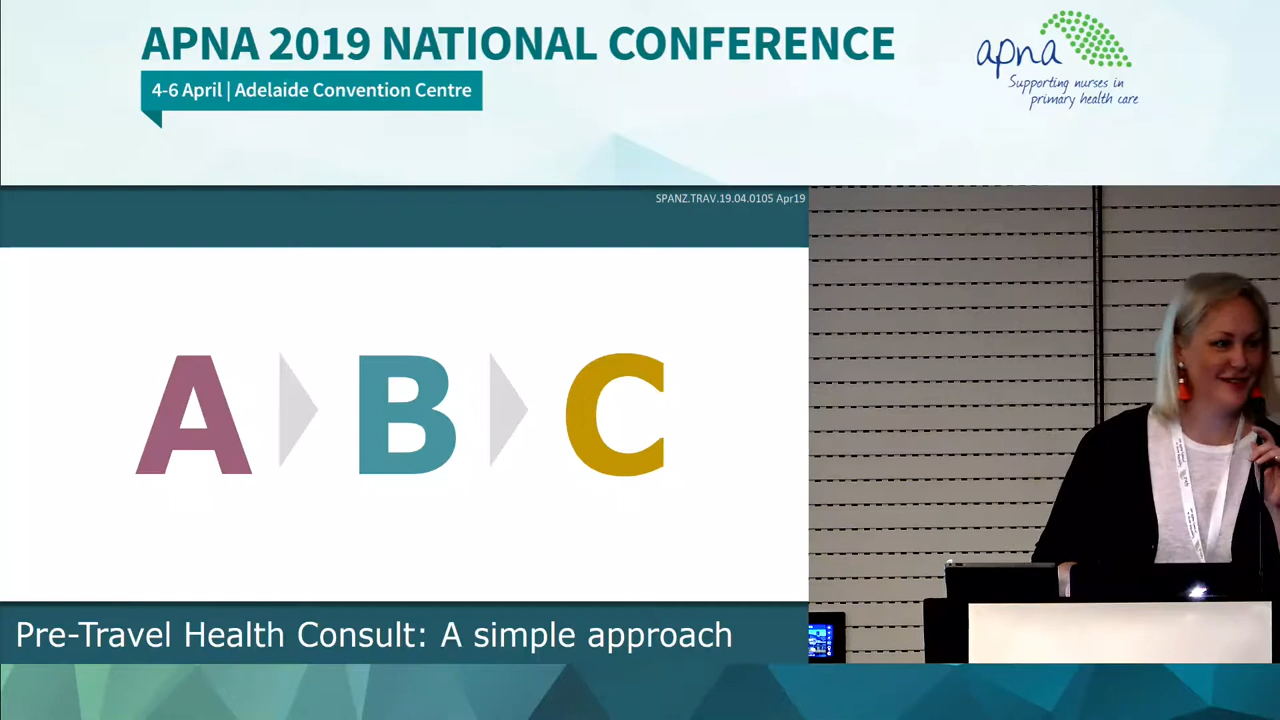 APNA 2019 NATIONAL CONFERENCE
4-6 April | Adelaide Convention Centre
apna
Supporting nurses in
primary health care
SPANZ.TRAV.19.04.0105 Apr19
A B C
Pre-Travel Health Consult: A simple approach